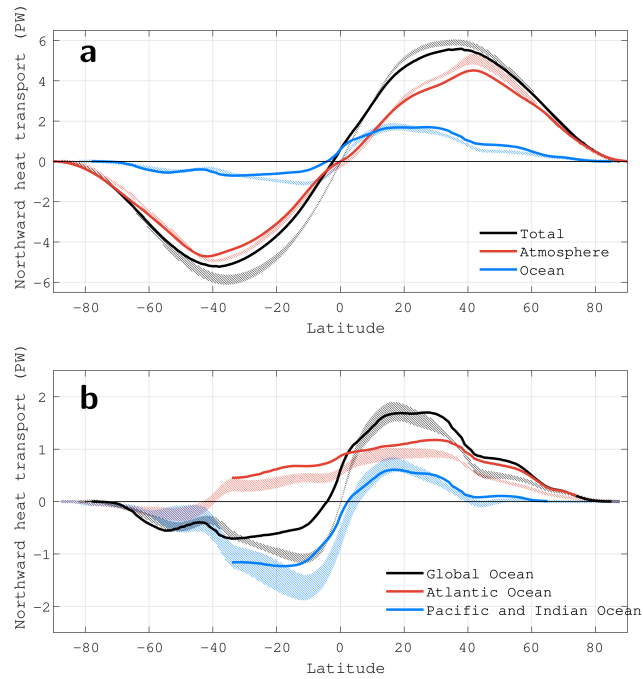 a
Northward heat transport (PW)
6
4
2
0
−2
−4
−6
Total
Atmosphere
Ocean
−80 −60 −40 −20 0 20 40 60 80
Latitude
b
Northward heat transport (PW)
2
1
0
−1
−2
Global Ocean
Atlantic Ocean
Pacific and Indian Ocean
−80 −60 −40 −20 0 20 40 60 80
Latitude